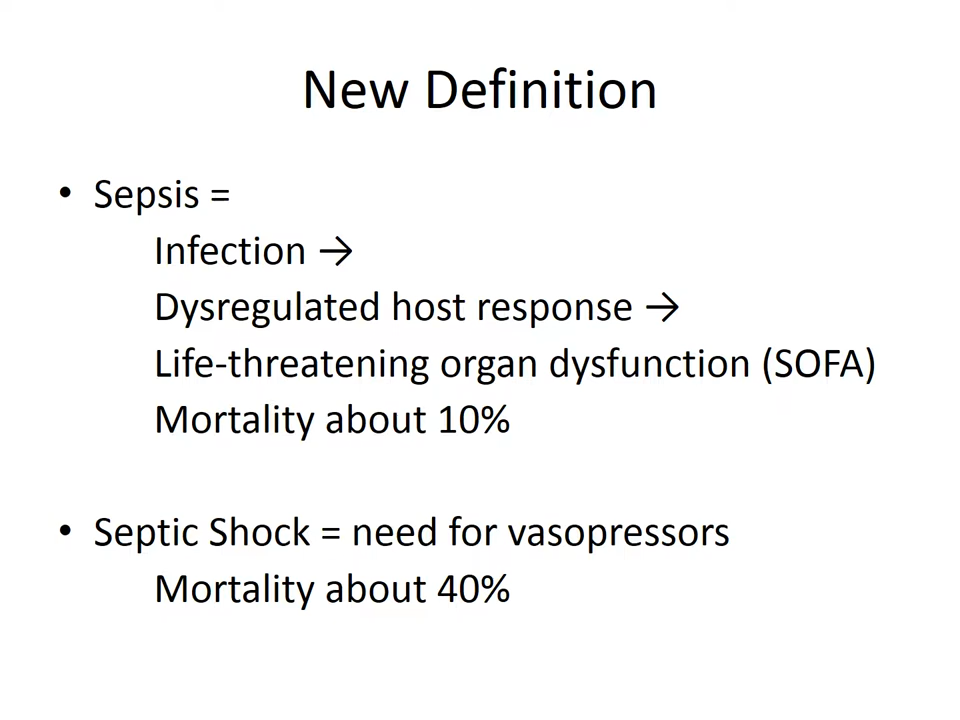 New Definition
• Sepsis =
Infection →
Dysregulated host response →
Life-threatening organ dysfunction (SOFA)
Mortality about 10%
• Septic Shock = need for vasopressors
Mortality about 40%